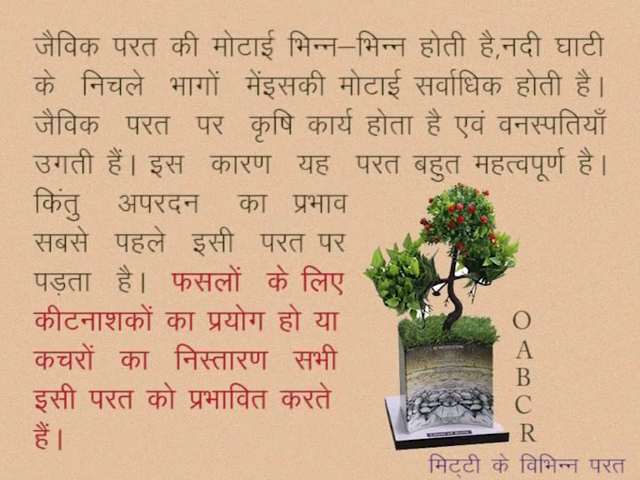 जैविक परत की मोटाई भिन्न–भिन्न होती है,नदी घाटी
के निचले भागों मेंइसकी मोटाई सर्वाधिक होती है।
जैविक परत पर कृषि कार्य होता है एवं वनस्पतियाँ
उगती हैं। इस कारण यह परत बहुत महत्वपूर्ण है।
किंतु अपरदन का प्रभाव
सबसे पहले इसी परत पर
पड़ता है। फसलों के लिए
कीटनाशकों का प्रयोग हो या
कचरों का निस्तारण सभी
इसी परत को प्रभावित करते
हैं।
O
A
B
C
R
मिट्टी के विभिन्न परत